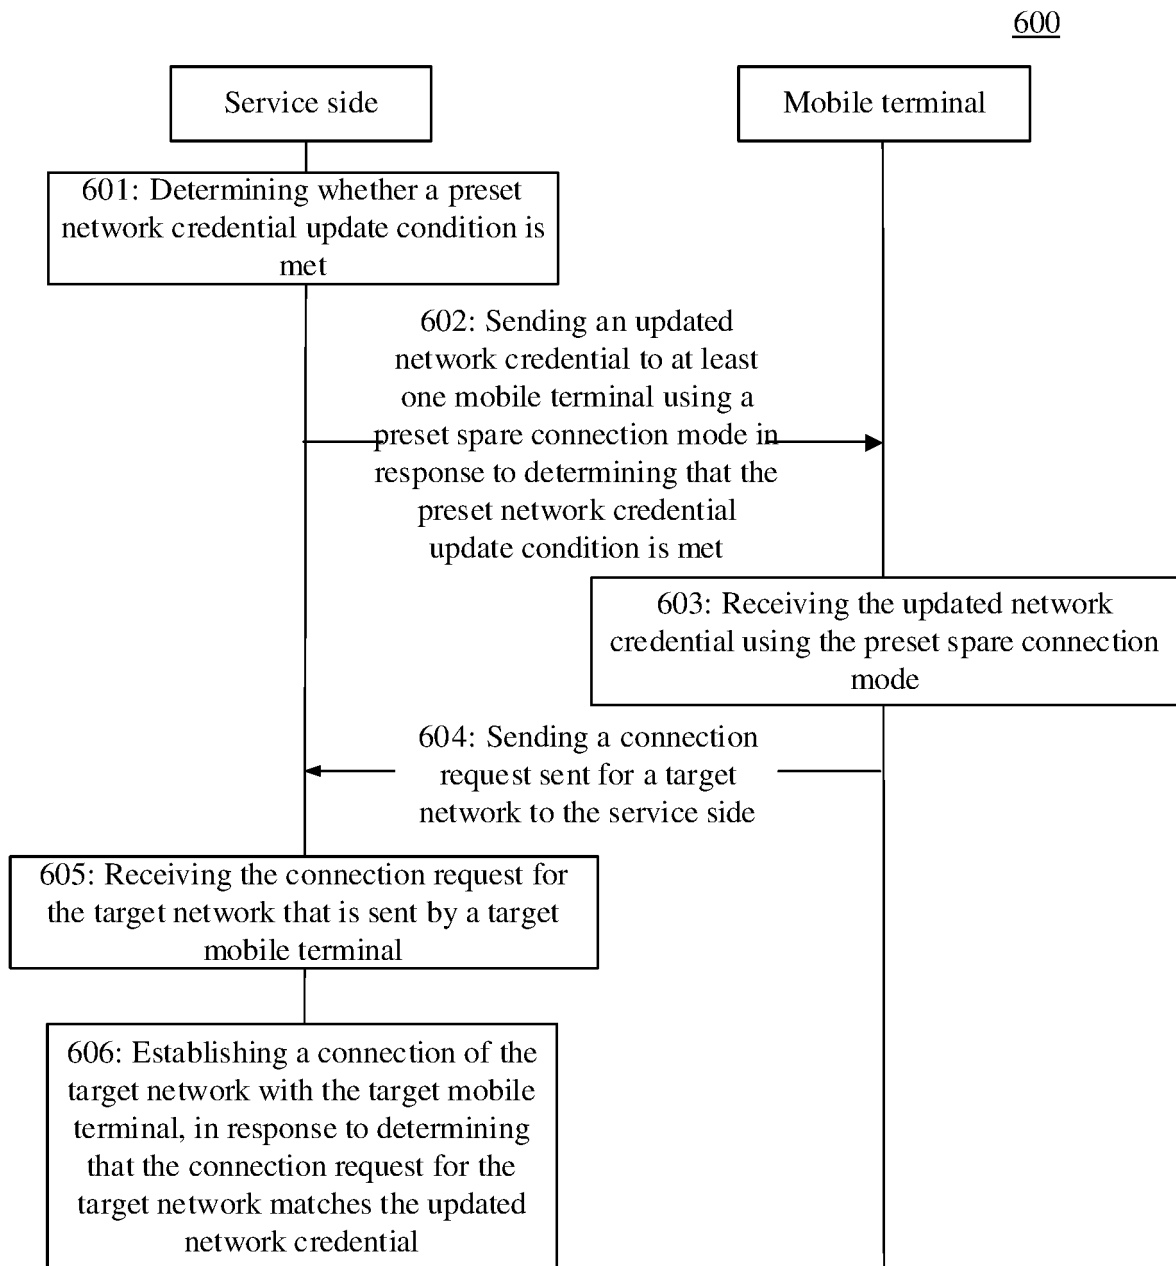 600
Service side
Mobile terminal
601: Determining whether a preset
network credential update condition is
met
602: Sending an updated
network credential to at least
one mobile terminal using a
preset spare connection mode in
response to determining that the
preset network credential
update condition is met
603: Receiving the updated network
credential using the preset spare connection
mode
604: Sending a connection
request sent for a target
network to the service side
605: Receiving the connection request for
the target network that is sent by a target
mobile terminal
606: Establishing a connection of the
target network with the target mobile
terminal, in response to determining
that the connection request for the
target network matches the updated
network credential